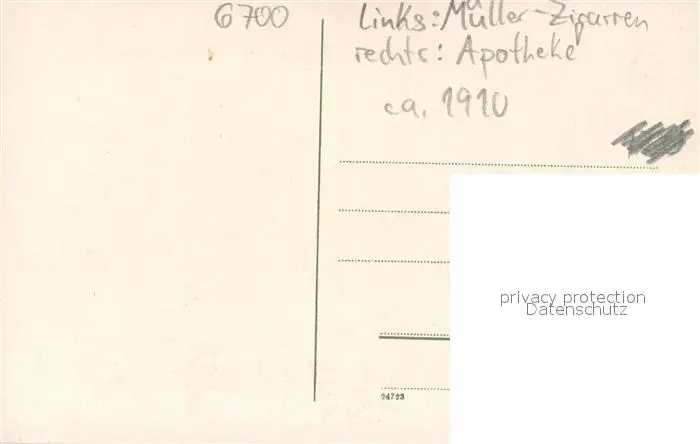 6700
Links: Müller-Zigarren
rechts: Apotheke
ca. 1910
privacy protection
Datenschutz
24723